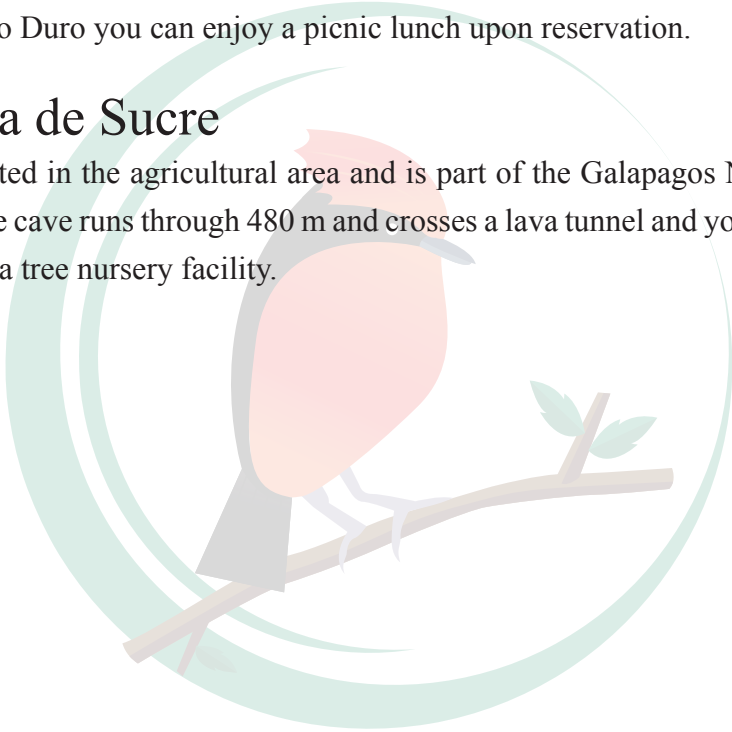 o Duro you can enjoy a picnic lunch upon reservation.
a de Sucre
ted in the agricultural area and is part of the Galapagos N
e cave runs through 480 m and crosses a lava tunnel and yo
a tree nursery facility.